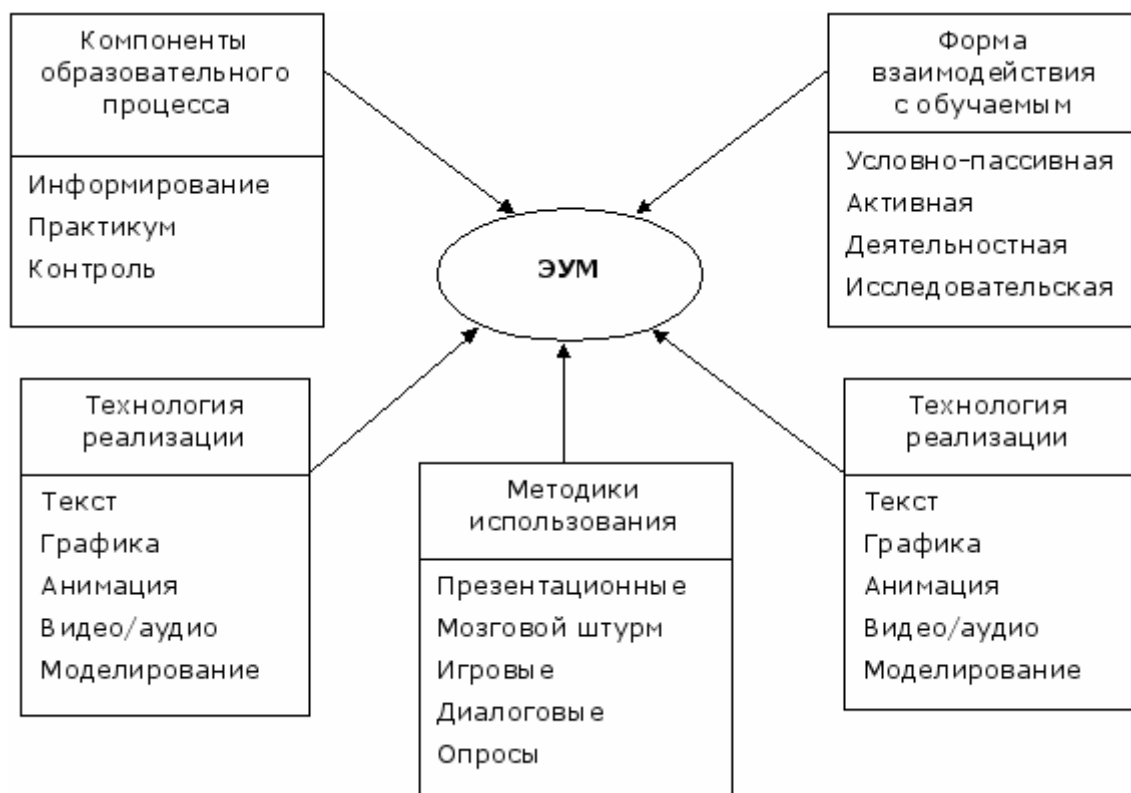 Компоненты
образовательного
процесса
Информирование
Практикум
Контроль
Форма
взаимодействия
с обучаемым
Условно-пассивная
Активная
Деятельностная
Исследовательская
ЭУМ
Технология
реализации
Текст
Графика
Анимация
Видео/аудио
Моделирование
Методики
использования
Презентационные
Мозговой штурм
Игровые
Диалоговые
Опросы
Технология
реализации
Текст
Графика
Анимация
Видео/аудио
Моделирование